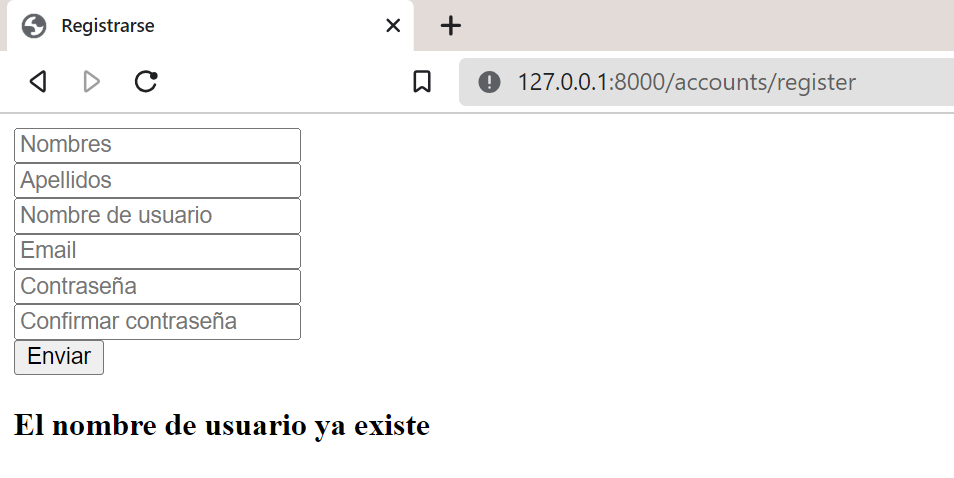 Registrarse
127.0.0.1:8000/accounts/register
Nombres
Apellidos
Nombre de usuario
Email
Contraseña
Confirmar contraseña
Enviar
El nombre de usuario ya existe